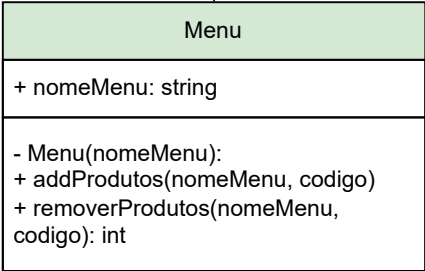 Menu
+ nomeMenu: string
- Menu(nomeMenu):
+ addProdutos(nomeMenu, codigo)
+ removerProdutos(nomeMenu,
codigo): int